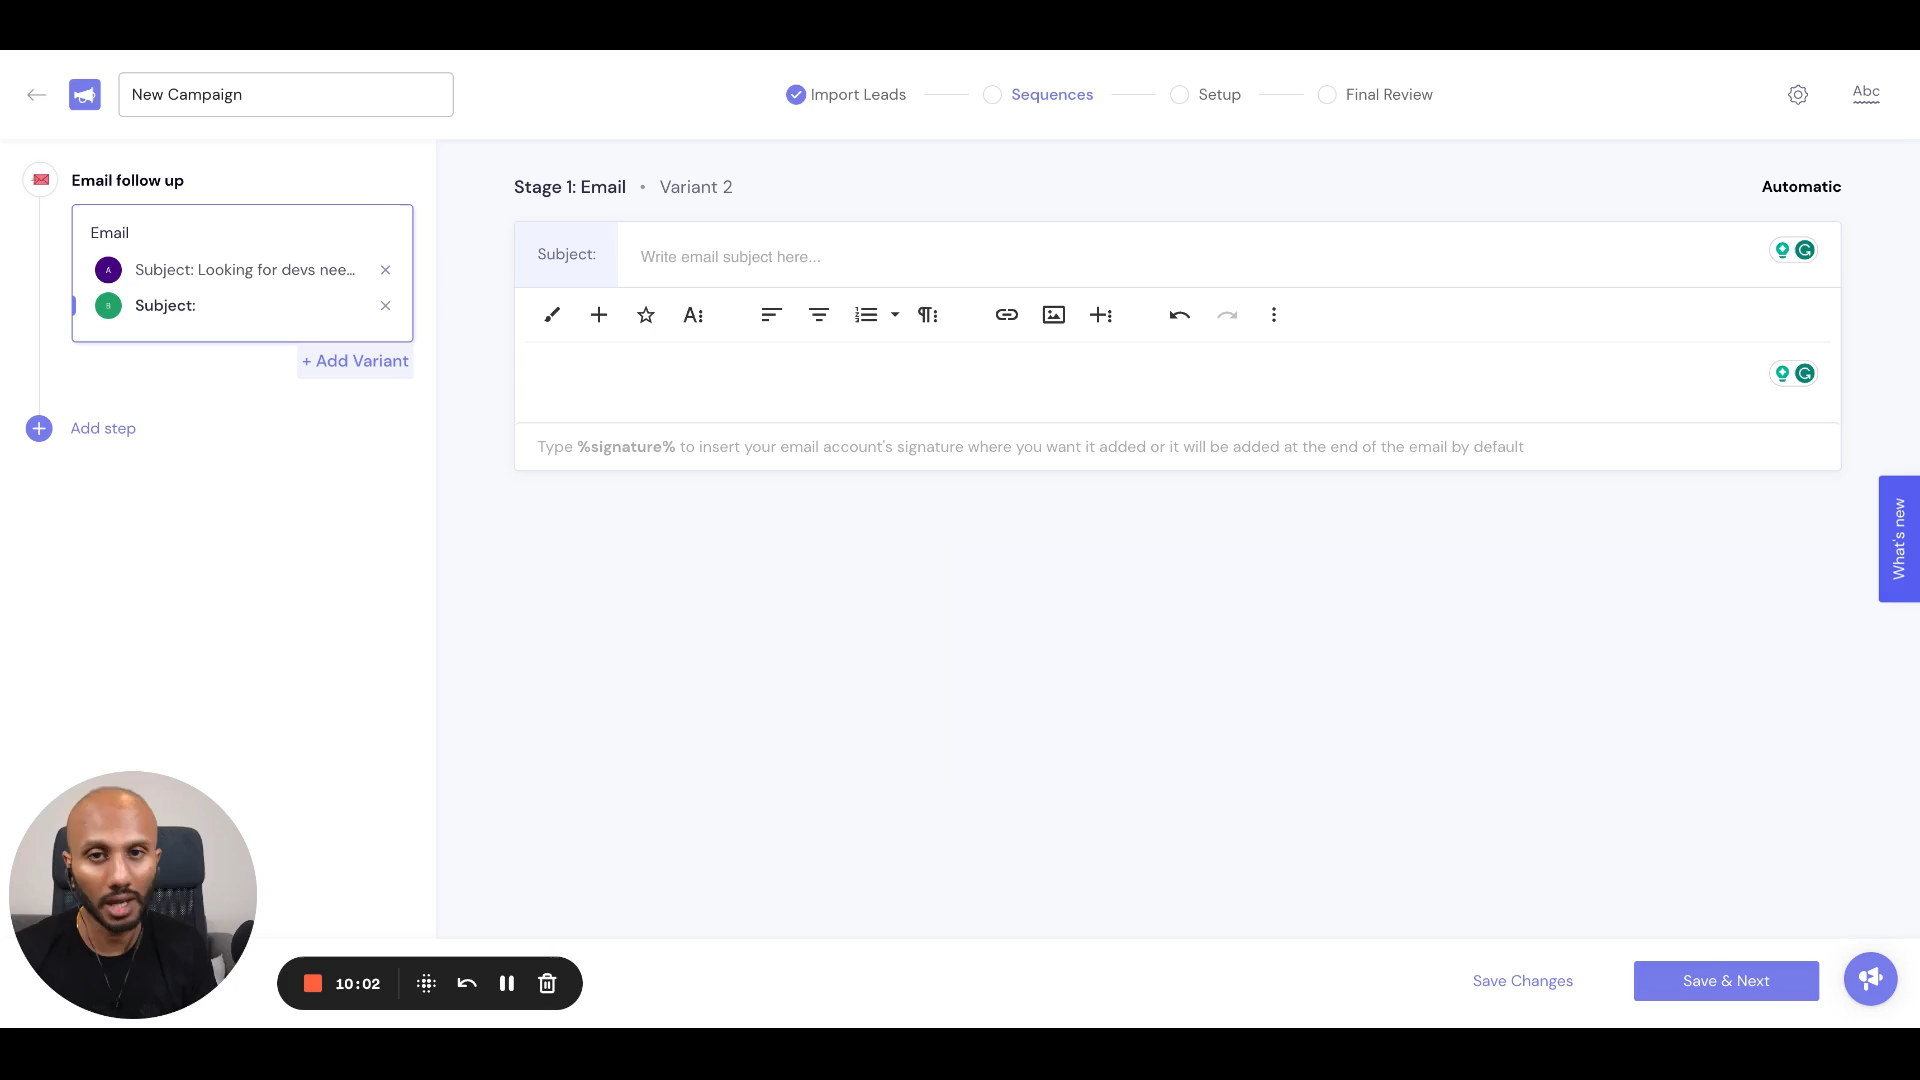 New Campaign
Import Leads
Sequences
Setup
Final Review
Abc
Email follow up
Email
A
Subject: Looking for devs nee...
B
Subject:
+ Add Variant
Add step
Stage 1: Email • Variant 2
Automatic
Subject:
Write email subject here...
Type %signature% to insert your email account's signature where you want it added or it will be added at the end of the email by default
What's new
10:02
Save Changes
Save & Next